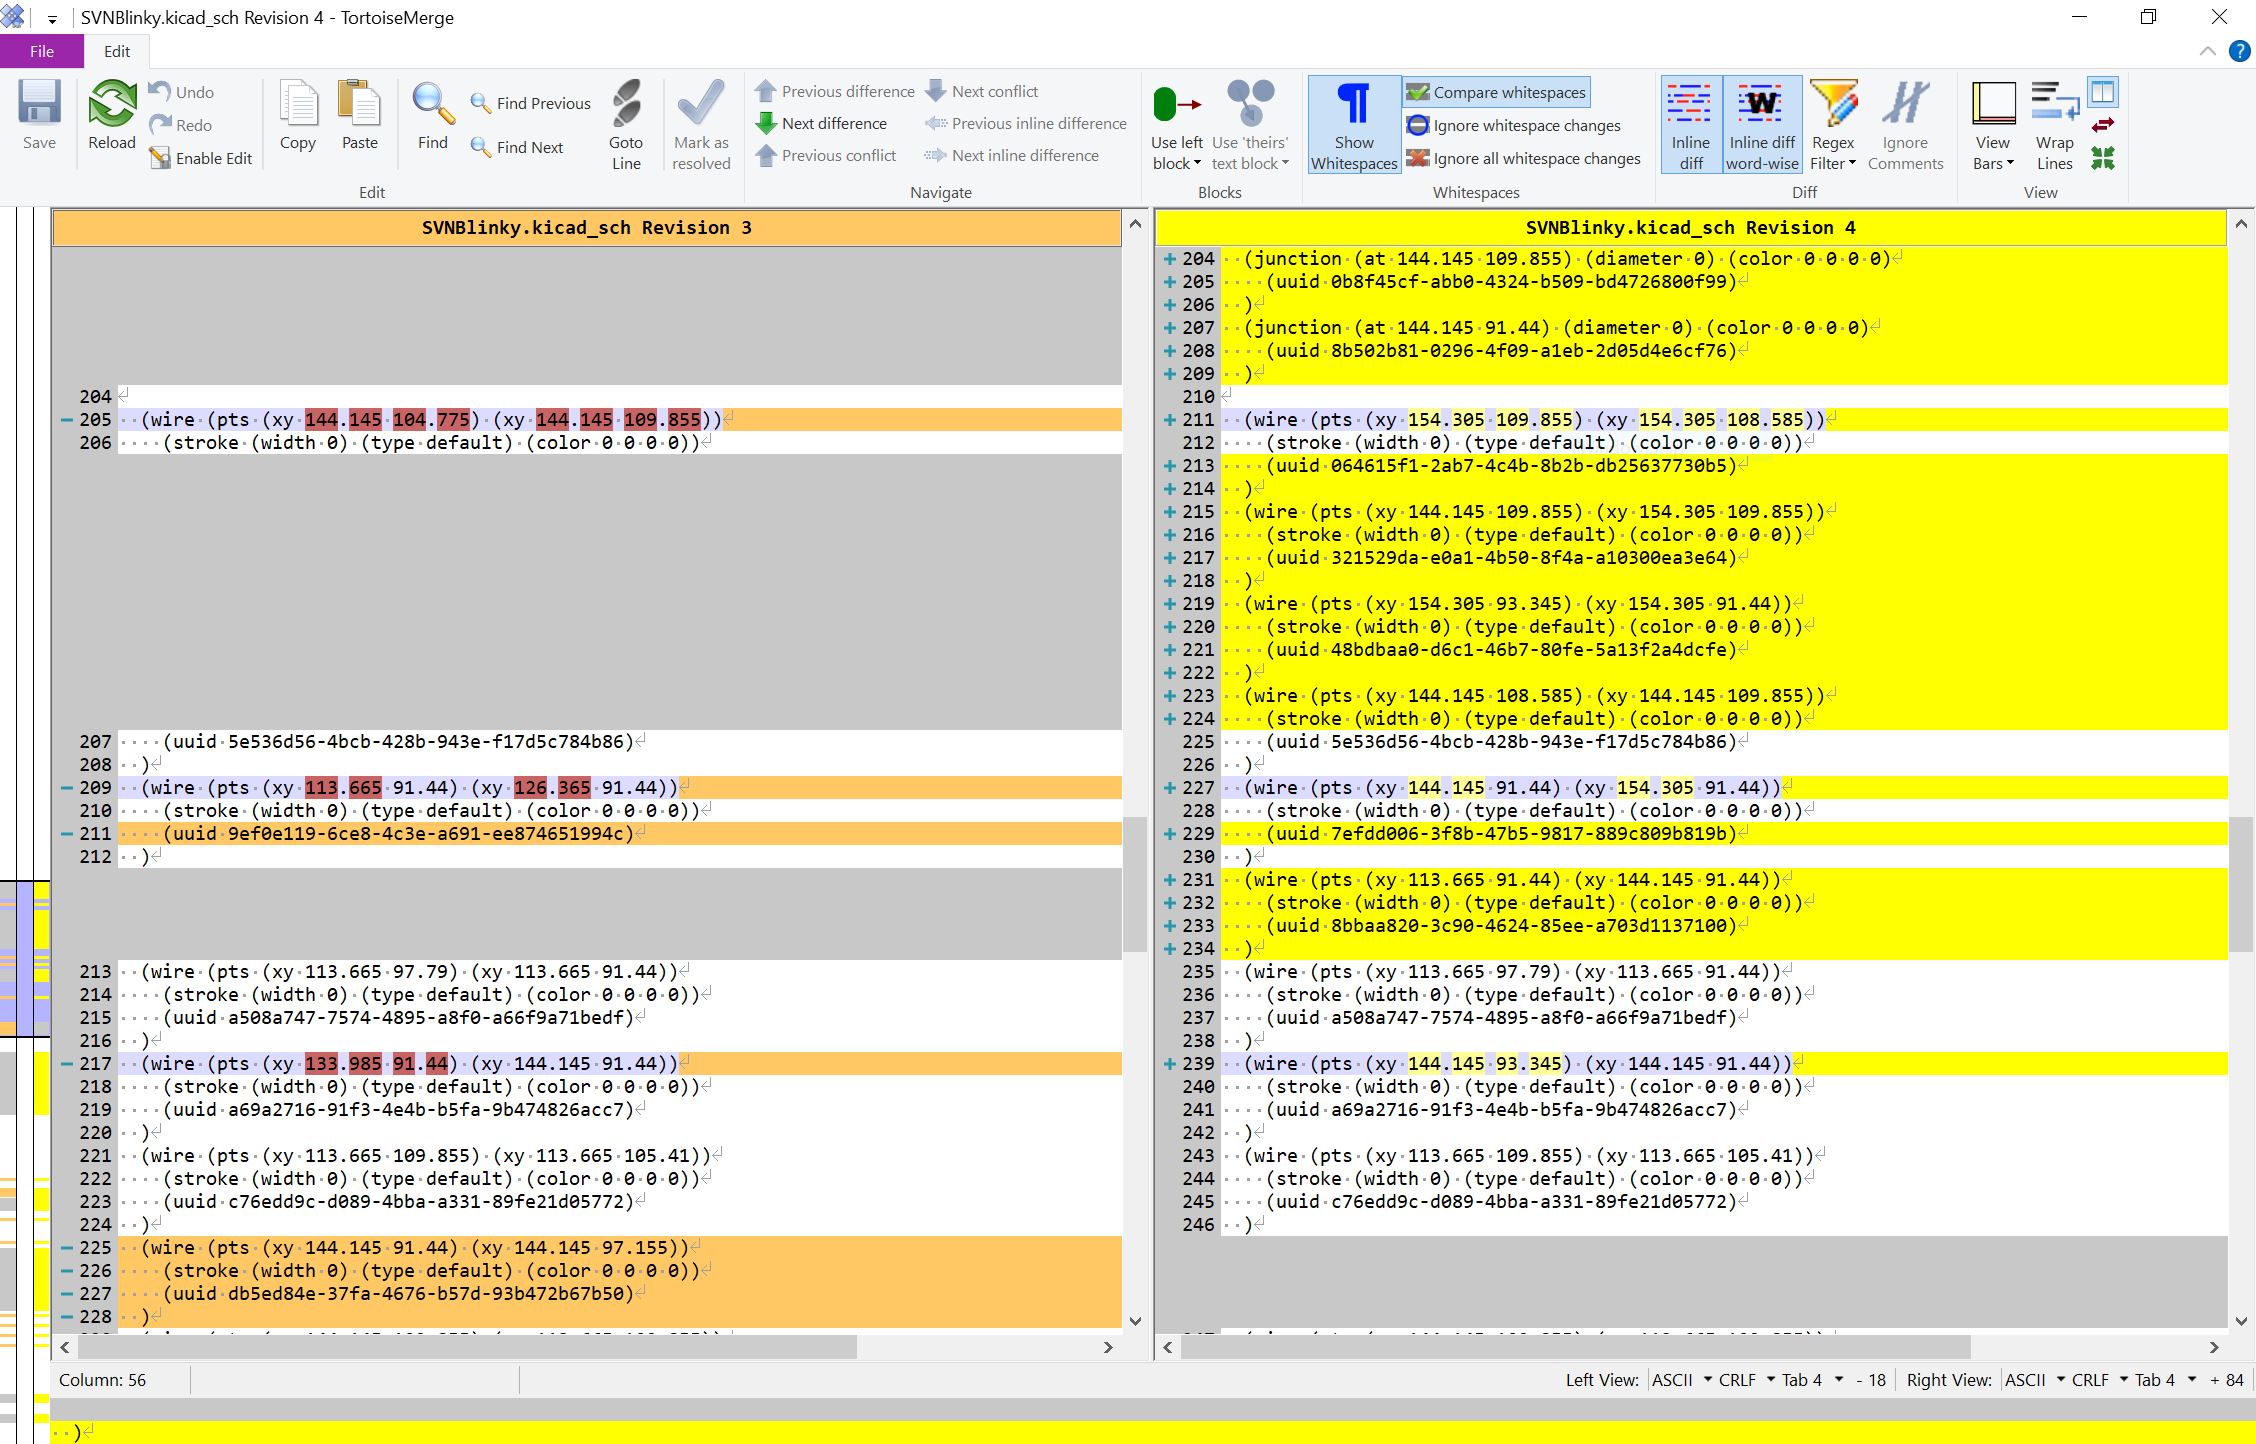 SVNBlinky.kicad_sch Revision 4 - TortoiseMerge
File Edit
Save
Reload
Undo
Redo
Enable Edit
Copy
Paste
Edit
Find
Find Previous
Find Next
Goto Line
Mark as resolved
Previous difference
Next difference
Previous conflict
Next conflict
Previous inline difference
Next inline difference
Navigate
Use left block
Use 'theirs' text block
Blocks
Show Whitespaces
Compare whitespaces
Ignore whitespace changes
Ignore all whitespace changes
Whitespaces
Inline diff
Inline diff word-wise
Regex Filter
Ignore Comments
Diff
View Bars
Wrap Lines
View
SVNBlinky.kicad_sch Revision 3
204
205 (wire (pts (xy 144.145 104.775) (xy 144.145 109.855))
206 (stroke (width 0) (type default) (color 0 0 0 0))
207 (uuid 5e536d56-4bcb-428b-943e-f17d5c784b86)
208 )
209 (wire (pts (xy 113.665 91.44) (xy 126.365 91.44))
210 (stroke (width 0) (type default) (color 0 0 0 0))
211 (uuid 9ef0e119-6ce8-4c3e-a691-ee874651994c)
212 )
213 (wire (pts (xy 113.665 97.79) (xy 113.665 91.44))
214 (stroke (width 0) (type default) (color 0 0 0 0))
215 (uuid a508a747-7574-4895-a8f0-a66f9a71bedf)
216 )
217 (wire (pts (xy 133.985 91.44) (xy 144.145 91.44))
218 (stroke (width 0) (type default) (color 0 0 0 0))
219 (uuid a69a2716-91f3-4e4b-b5fa-9b474826acc7)
220 )
221 (wire (pts (xy 113.665 109.855) (xy 113.665 105.41))
222 (stroke (width 0) (type default) (color 0 0 0 0))
223 (uuid c76edd9c-d089-4bba-a331-89fe21d05772)
224 )
225 (wire (pts (xy 144.145 91.44) (xy 144.145 97.155))
226 (stroke (width 0) (type default) (color 0 0 0 0))
227 (uuid db5ed84e-37fa-4676-b57d-93b472b67b50)
228 )
SVNBlinky.kicad_sch Revision 4
204 (junction (at 144.145 109.855) (diameter 0) (color 0 0 0 0)
205 (uuid 0b8f45cf-abb0-4324-b509-bd4726800f99)
206 )
207 (junction (at 144.145 91.44) (diameter 0) (color 0 0 0 0)
208 (uuid 8b502b81-0296-4f09-a1eb-2d05d4e6cf76)
209 )
210
211 (wire (pts (xy 154.305 109.855) (xy 154.305 108.585))
212 (stroke (width 0) (type default) (color 0 0 0 0))
213 (uuid 064615f1-2ab7-4c4b-8b2b-db25637730b5)
214 )
215 (wire (pts (xy 144.145 109.855) (xy 154.305 109.855))
216 (stroke (width 0) (type default) (color 0 0 0 0))
217 (uuid 321529da-e0a1-4b50-8f4a-a10300ea3e64)
218 )
219 (wire (pts (xy 154.305 93.345) (xy 154.305 91.44))
220 (stroke (width 0) (type default) (color 0 0 0 0))
221 (uuid 48bdbaa0-d6c1-46b7-80fe-5a13f2a4dcfe)
222 )
223 (wire (pts (xy 144.145 108.585) (xy 144.145 109.855))
224 (stroke (width 0) (type default) (color 0 0 0 0))
225 (uuid 5e536d56-4bcb-428b-943e-f17d5c784b86)
226 )
227 (wire (pts (xy 144.145 91.44) (xy 154.305 91.44))
228 (stroke (width 0) (type default) (color 0 0 0 0))
229 (uuid 7efdd006-3f8b-47b5-9817-889c809b819b)
230 )
231 (wire (pts (xy 113.665 91.44) (xy 144.145 91.44))
232 (stroke (width 0) (type default) (color 0 0 0 0))
233 (uuid 8bbaa820-3c90-4624-85ee-a703d1137100)
234 )
235 (wire (pts (xy 113.665 97.79) (xy 113.665 91.44))
236 (stroke (width 0) (type default) (color 0 0 0 0))
237 (uuid a508a747-7574-4895-a8f0-a66f9a71bedf)
238 )
239 (wire (pts (xy 144.145 93.345) (xy 144.145 91.44))
240 (stroke (width 0) (type default) (color 0 0 0 0))
241 (uuid a69a2716-91f3-4e4b-b5fa-9b474826acc7)
242 )
243 (wire (pts (xy 113.665 109.855) (xy 113.665 105.41))
244 (stroke (width 0) (type default) (color 0 0 0 0))
245 (uuid c76edd9c-d089-4bba-a331-89fe21d05772)
246 )
Column: 56
Left View: ASCII CRLF Tab 4 - 18 Right View: ASCII CRLF Tab 4 + 84
)